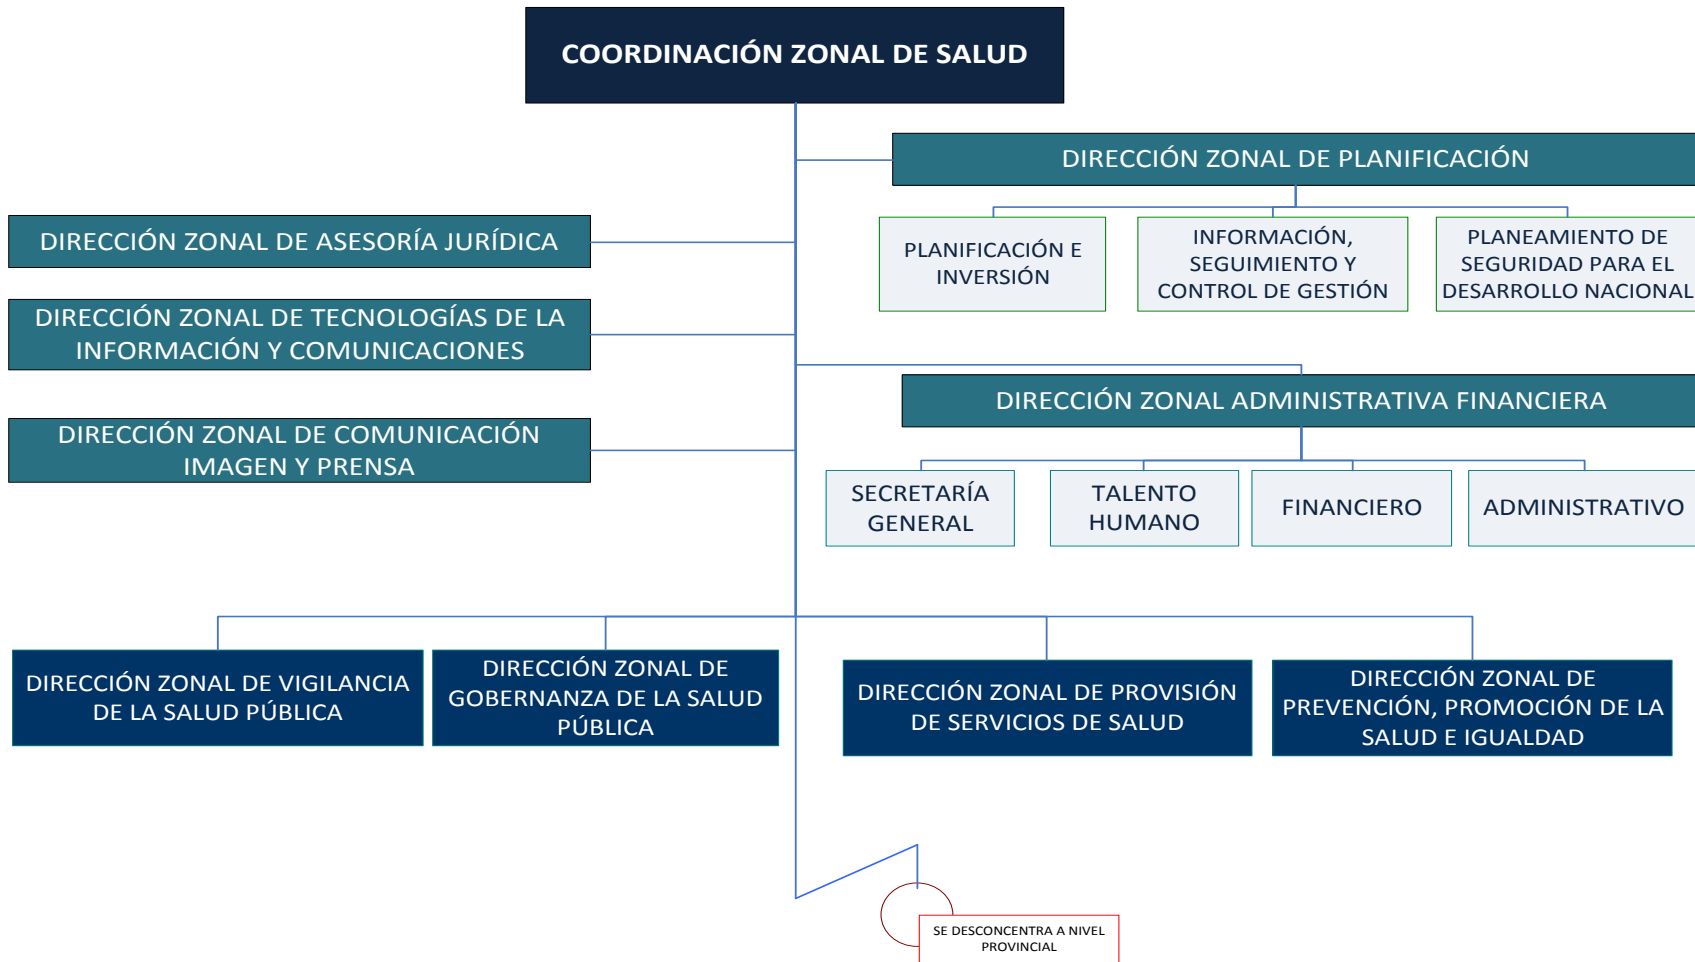 COORDINACIÓN ZONAL DE SALUD
DIRECCIÓN ZONAL DE PLANIFICACIÓN
PLANIFICACIÓN E
INVERSIÓN
INFORMACIÓN,
SEGUIMIENTO Y
CONTROL DE GESTIÓN
PLANEAMIENTO DE
SEGURIDAD PARA EL
DESARROLLO NACIONAL
DIRECCIÓN ZONAL DE ASESORÍA JURÍDICA
DIRECCIÓN ZONAL DE TECNOLOGÍAS DE LA
INFORMACIÓN Y COMUNICACIONES
DIRECCIÓN ZONAL DE COMUNICACIÓN
IMAGEN Y PRENSA
DIRECCIÓN ZONAL ADMINISTRATIVA FINANCIERA
SECRETARÍA
GENERAL
TALENTO
HUMANO
FINANCIERO
ADMINISTRATIVO
DIRECCIÓN ZONAL DE VIGILANCIA
DE LA SALUD PÚBLICA
DIRECCIÓN ZONAL DE
GOBERNANZA DE LA SALUD
PÚBLICA
DIRECCIÓN ZONAL DE PROVISIÓN
DE SERVICIOS DE SALUD
DIRECCIÓN ZONAL DE
PREVENCIÓN, PROMOCIÓN DE LA
SALUD E IGUALDAD
SE DESCONCENTRA A NIVEL
PROVINCIAL